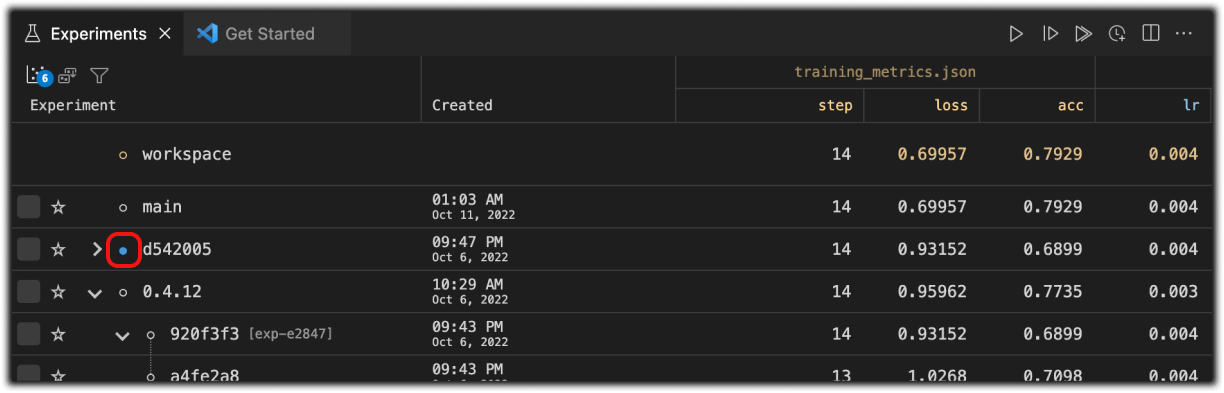 Experiments Get Started
6
training_metrics.json
Experiment Created step loss acc lr
workspace 14 0.69957 0.7929 0.004
main 01:03 AM 14 0.69957 0.7929 0.004
Oct 11, 2022
d542005 09:47 PM 14 0.93152 0.6899 0.004
Oct 6, 2022
0.4.12 10:29 AM 14 0.95962 0.7735 0.003
Oct 6, 2022
920f3f3 [exp-e2847] 09:43 PM 14 0.93152 0.6899 0.004
Oct 6, 2022
a4fe2a8 09:43 PM 13 1.0268 0.7098 0.004